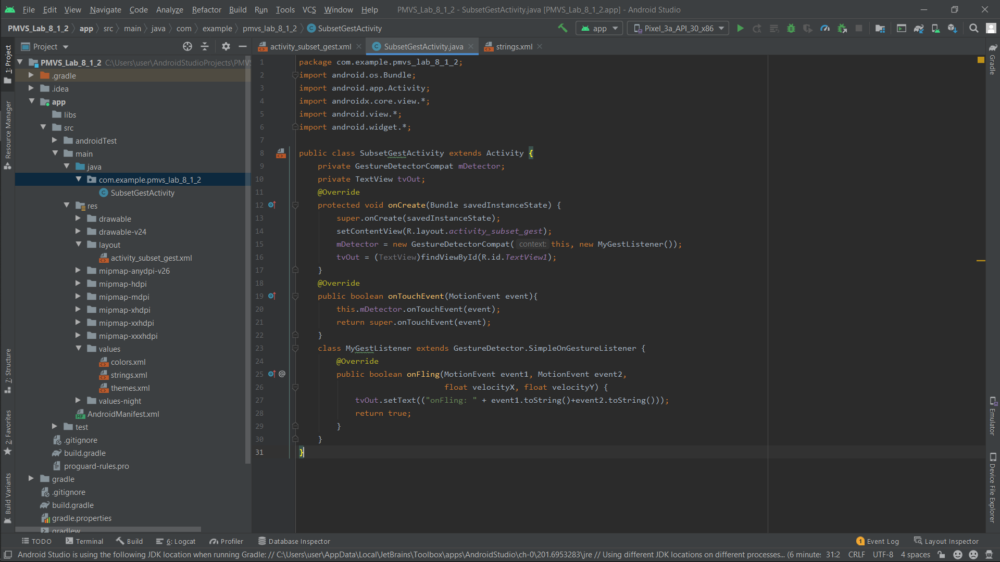 File Edit View Navigate Code Analyze Refactor Build Run Tools VCS Window Help PMVS_Lab_8_1_2 - SubsetGestActivity.java [PMVS_Lab_8_1_2.app] - Android Studio
PMVS_Lab_8_1_2 app src main java com example pmvs_lab_8_1_2 SubsetGestActivity app Pixel_3a_API_30_x86
Project
activity_subset_gest.xml SubsetGestActivity.java strings.xml
1: Project
Resource Manager
7: Structure
2: Favorites
Build Variants
PMVS_Lab_8_1_2 C:\Users\user\AndroidStudioProjects\PMVS
.gradle
.idea
app
libs
src
androidTest
main
java
com.example.pmvs_lab_8_1_2
SubsetGestActivity
res
drawable
drawable-v24
layout
activity_subset_gest.xml
mipmap-anydpi-v26
mipmap-hdpi
mipmap-mdpi
mipmap-xhdpi
mipmap-xxhdpi
mipmap-xxxhdpi
values
colors.xml
strings.xml
themes.xml
values-night
AndroidManifest.xml
test
.gitignore
build.gradle
proguard-rules.pro
gradle
.gitignore
build.gradle
gradle.properties
gradlew
1 package com.example.pmvs_lab_8_1_2;
2 import android.os.Bundle;
3 import android.app.Activity;
4 import androidx.core.view.*;
5 import android.view.*;
6 import android.widget.*;
7
8 public class SubsetGestActivity extends Activity {
9 private GestureDetectorCompat mDetector;
10 private TextView tvOut;
11 @Override
12 protected void onCreate(Bundle savedInstanceState) {
13 super.onCreate(savedInstanceState);
14 setContentView(R.layout.activity_subset_gest);
15 mDetector = new GestureDetectorCompat( context: this, new MyGestListener());
16 tvOut = (TextView)findViewById(R.id.TextView1);
17 }
18 @Override
19 public boolean onTouchEvent(MotionEvent event){
20 this.mDetector.onTouchEvent(event);
21 return super.onTouchEvent(event);
22 }
23 class MyGestListener extends GestureDetector.SimpleOnGestureListener {
24 @Override
25 @ public boolean onFling(MotionEvent event1, MotionEvent event2,
26 float velocityX, float velocityY) {
27 tvOut.setText(("onFling: " + event1.toString()+event2.toString()));
28 return true;
29 }
30 }
31 }
Gradle
Emulator
Device File Explorer
TODO Terminal Build 6: Logcat Profiler Database Inspector 1 Event Log Layout Inspector
Android Studio is using the following JDK location when running Gradle: // C:\Users\user\AppData\Local\JetBrains\Toolbox\apps\AndroidStudio\ch-0\201.6953283\jre // Using different JDK locations on different processes... (6 minutes 31:2 CRLF UTF-8 4 spaces